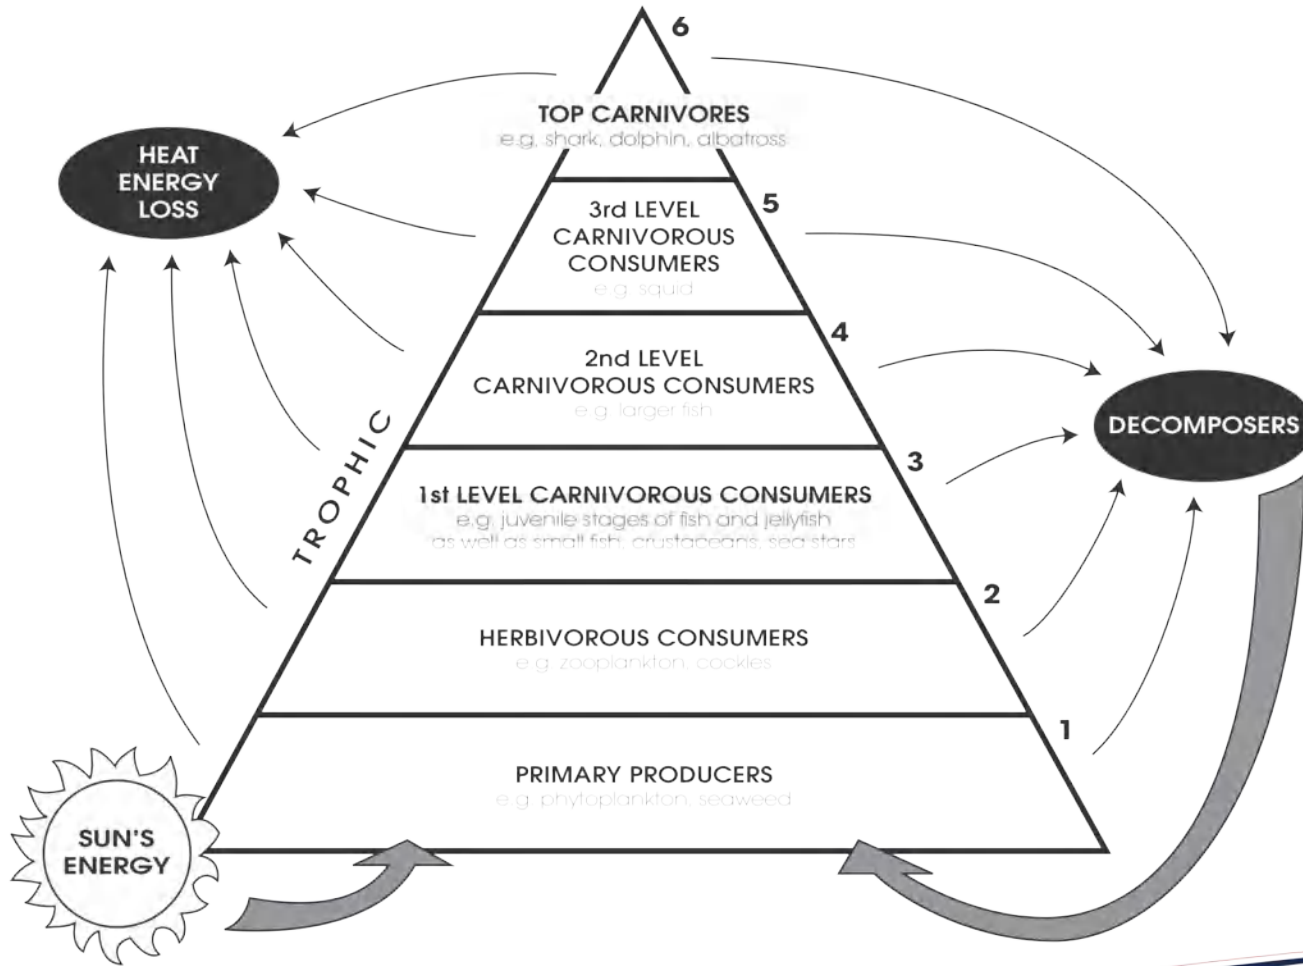 6
TOP CARNIVORES
e.g. shark, dolphin, albatross
HEAT
ENERGY
LOSS
5
3rd LEVEL
CARNIVOROUS
CONSUMERS
e.g. squid
4
2nd LEVEL
CARNIVOROUS CONSUMERS
e.g. larger fish
DECOMPOSERS
TROPHIC
3
1st LEVEL CARNIVOROUS CONSUMERS
e.g. juvenile stages of fish and jellyfish
as well as small fish, crustaceans, sea stars
2
HERBIVOROUS CONSUMERS
e.g. zooplankton, cockles
1
PRIMARY PRODUCERS
e.g. phytoplankton, seaweed
SUN'S
ENERGY